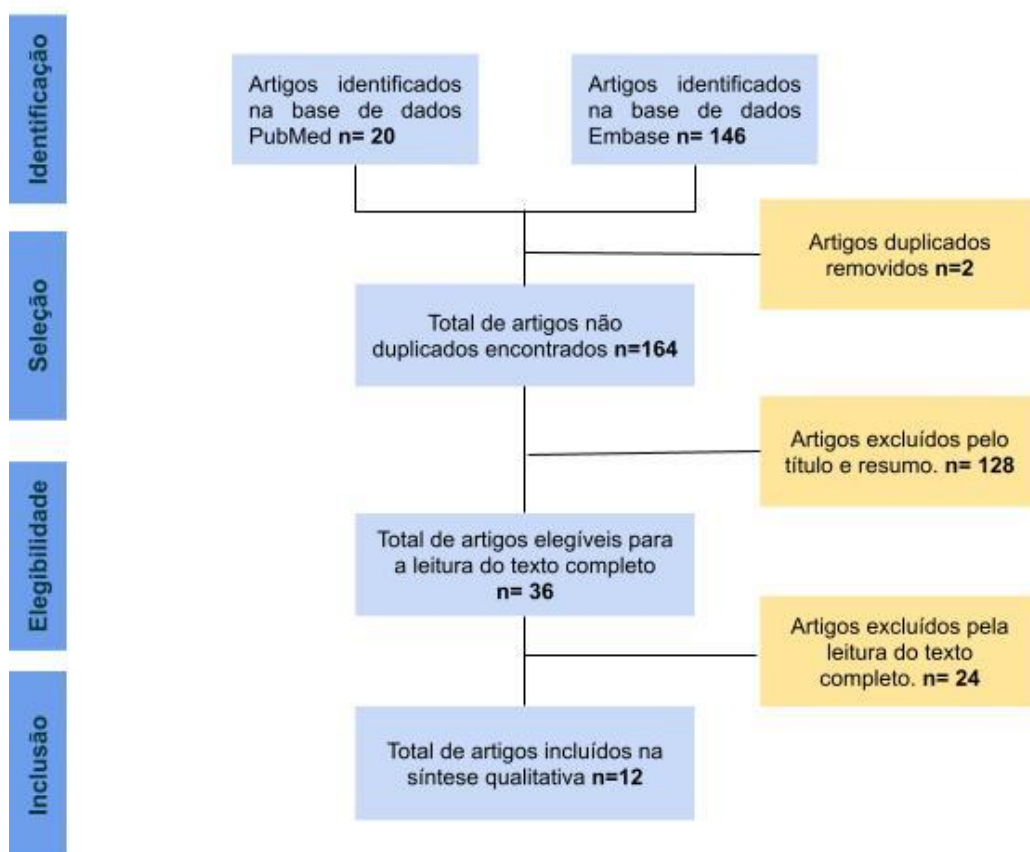 Identificação
Artigos identificados
na base de dados
PubMed n= 20
Artigos identificados
na base de dados
Embase n= 146
Artigos duplicados
removidos n=2
Seleção
Total de artigos não
duplicados encontrados n=164
Artigos excluídos pelo
título e resumo. n= 128
Elegibilidade
Total de artigos elegíveis para
a leitura do texto completo
n= 36
Artigos excluídos pela
leitura do texto
completo. n= 24
Inclusão
Total de artigos incluídos na
síntese qualitativa n=12